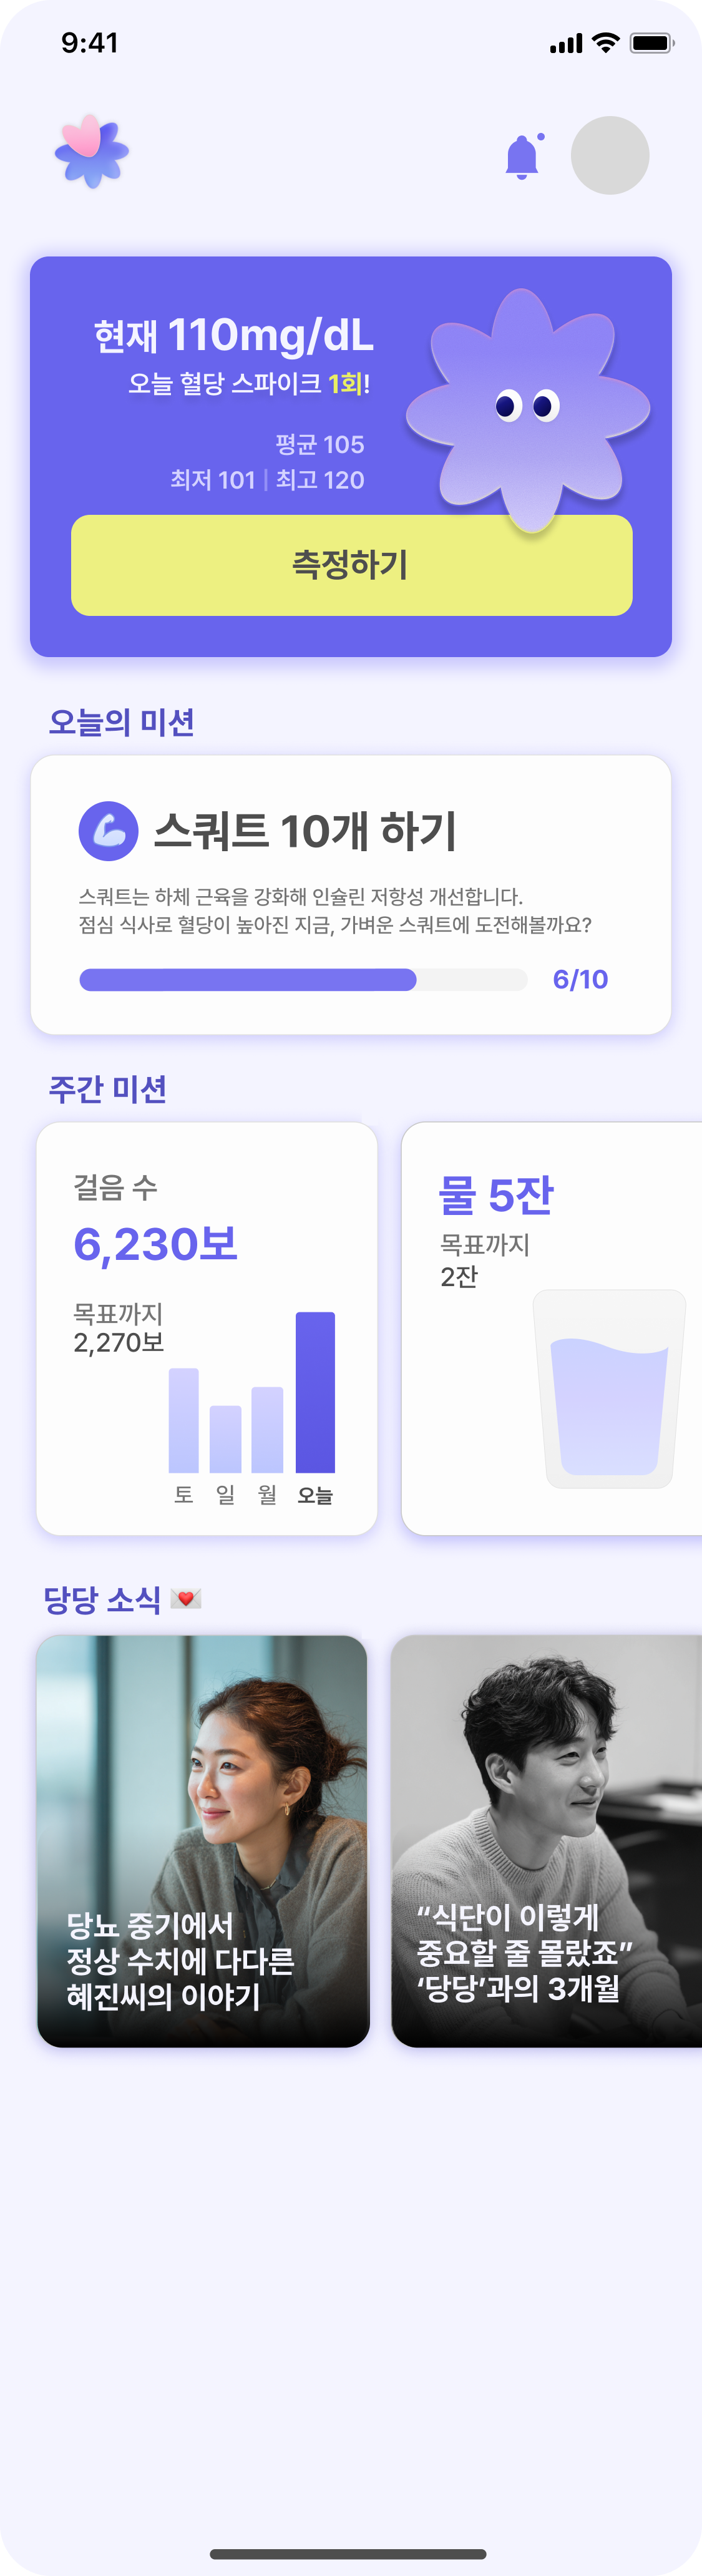 9:41
현재 110mg/dL
오늘 혈당 스파이크 1회!
평균 105
최저 101 | 최고 120
측정하기
오늘의 미션
스쿼트 10개 하기
스쿼트는 하체 근육을 강화해 인슐린 저항성 개선합니다.
점심 식사로 혈당이 높아진 지금, 가벼운 스쿼트에 도전해볼까요?
6/10
주간 미션
걸음 수
6,230보
목표까지
2,270보
토 일 월 오늘
물 5잔
목표까지
2잔
당당 소식 💌
당뇨 중기에서
정상 수치에 다다른
혜진씨의 이야기
“식단이 이렇게
중요할 줄 몰랐죠”
‘당당’과의 3개월